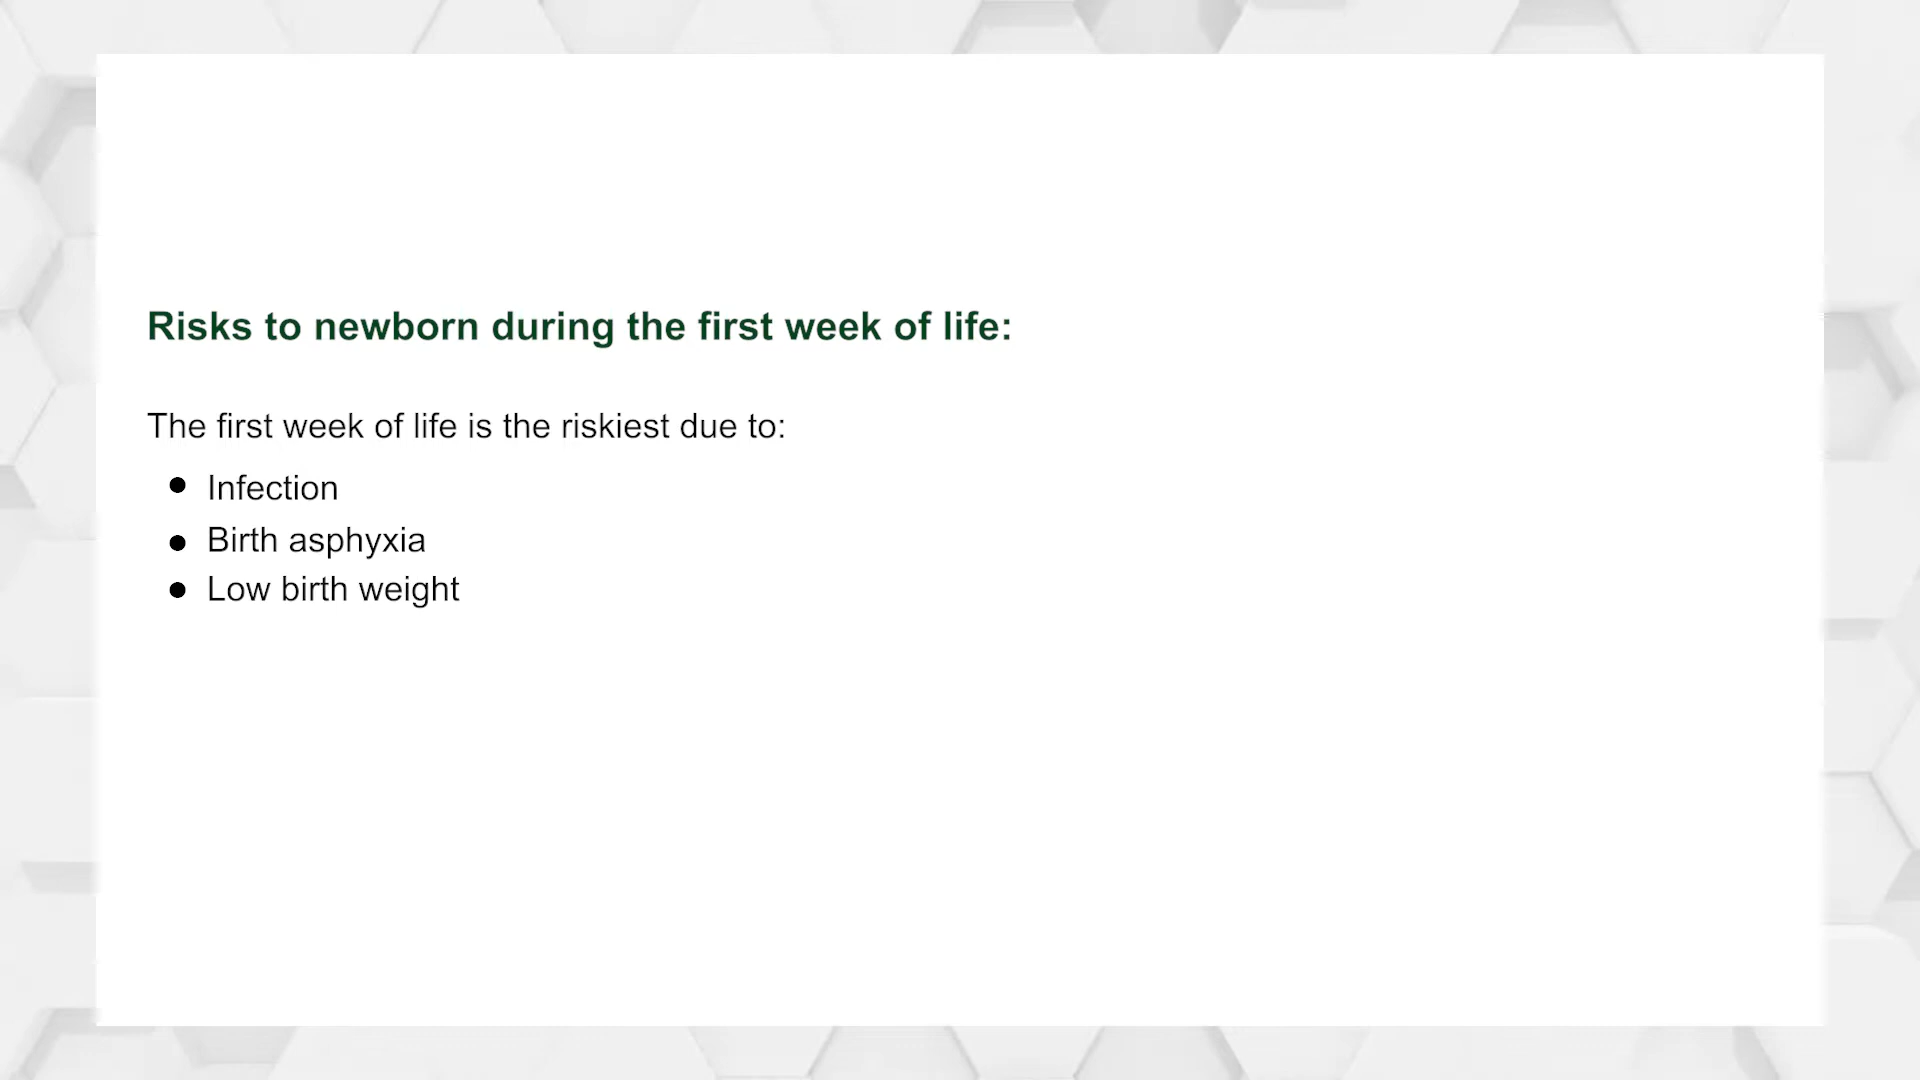 Risks to newborn during the first week of life:
The first week of life is the riskiest due to:
● Infection
● Birth asphyxia
● Low birth weight